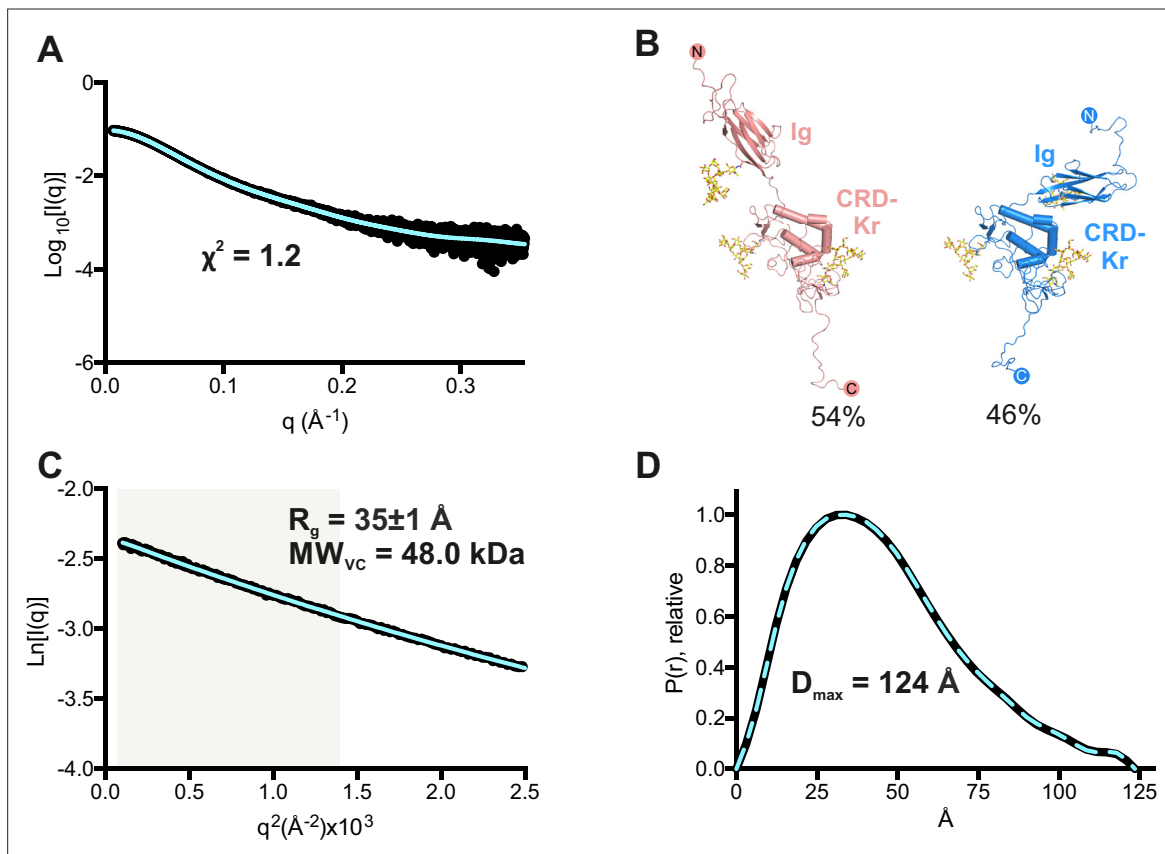 A
0
-2
-4
-6
Log₁₀[I(q)]
χ² = 1.2
0.0 0.1 0.2 0.3
q (Å⁻¹)
B
N
Ig
CRD-
Kr
C
54%
N
Ig
CRD-
Kr
C
46%
C
-2.0
-2.5
-3.0
-3.5
-4.0
Ln[I(q)]
R_g = 35±1 Å
MW_VC = 48.0 kDa
0.0 0.5 1.0 1.5 2.0 2.5
q²(Å⁻²)x10³
D
1.0
0.8
0.6
0.4
0.2
0.0
P(r), relative
D_max = 124 Å
0 25 50 75 100 125
Å